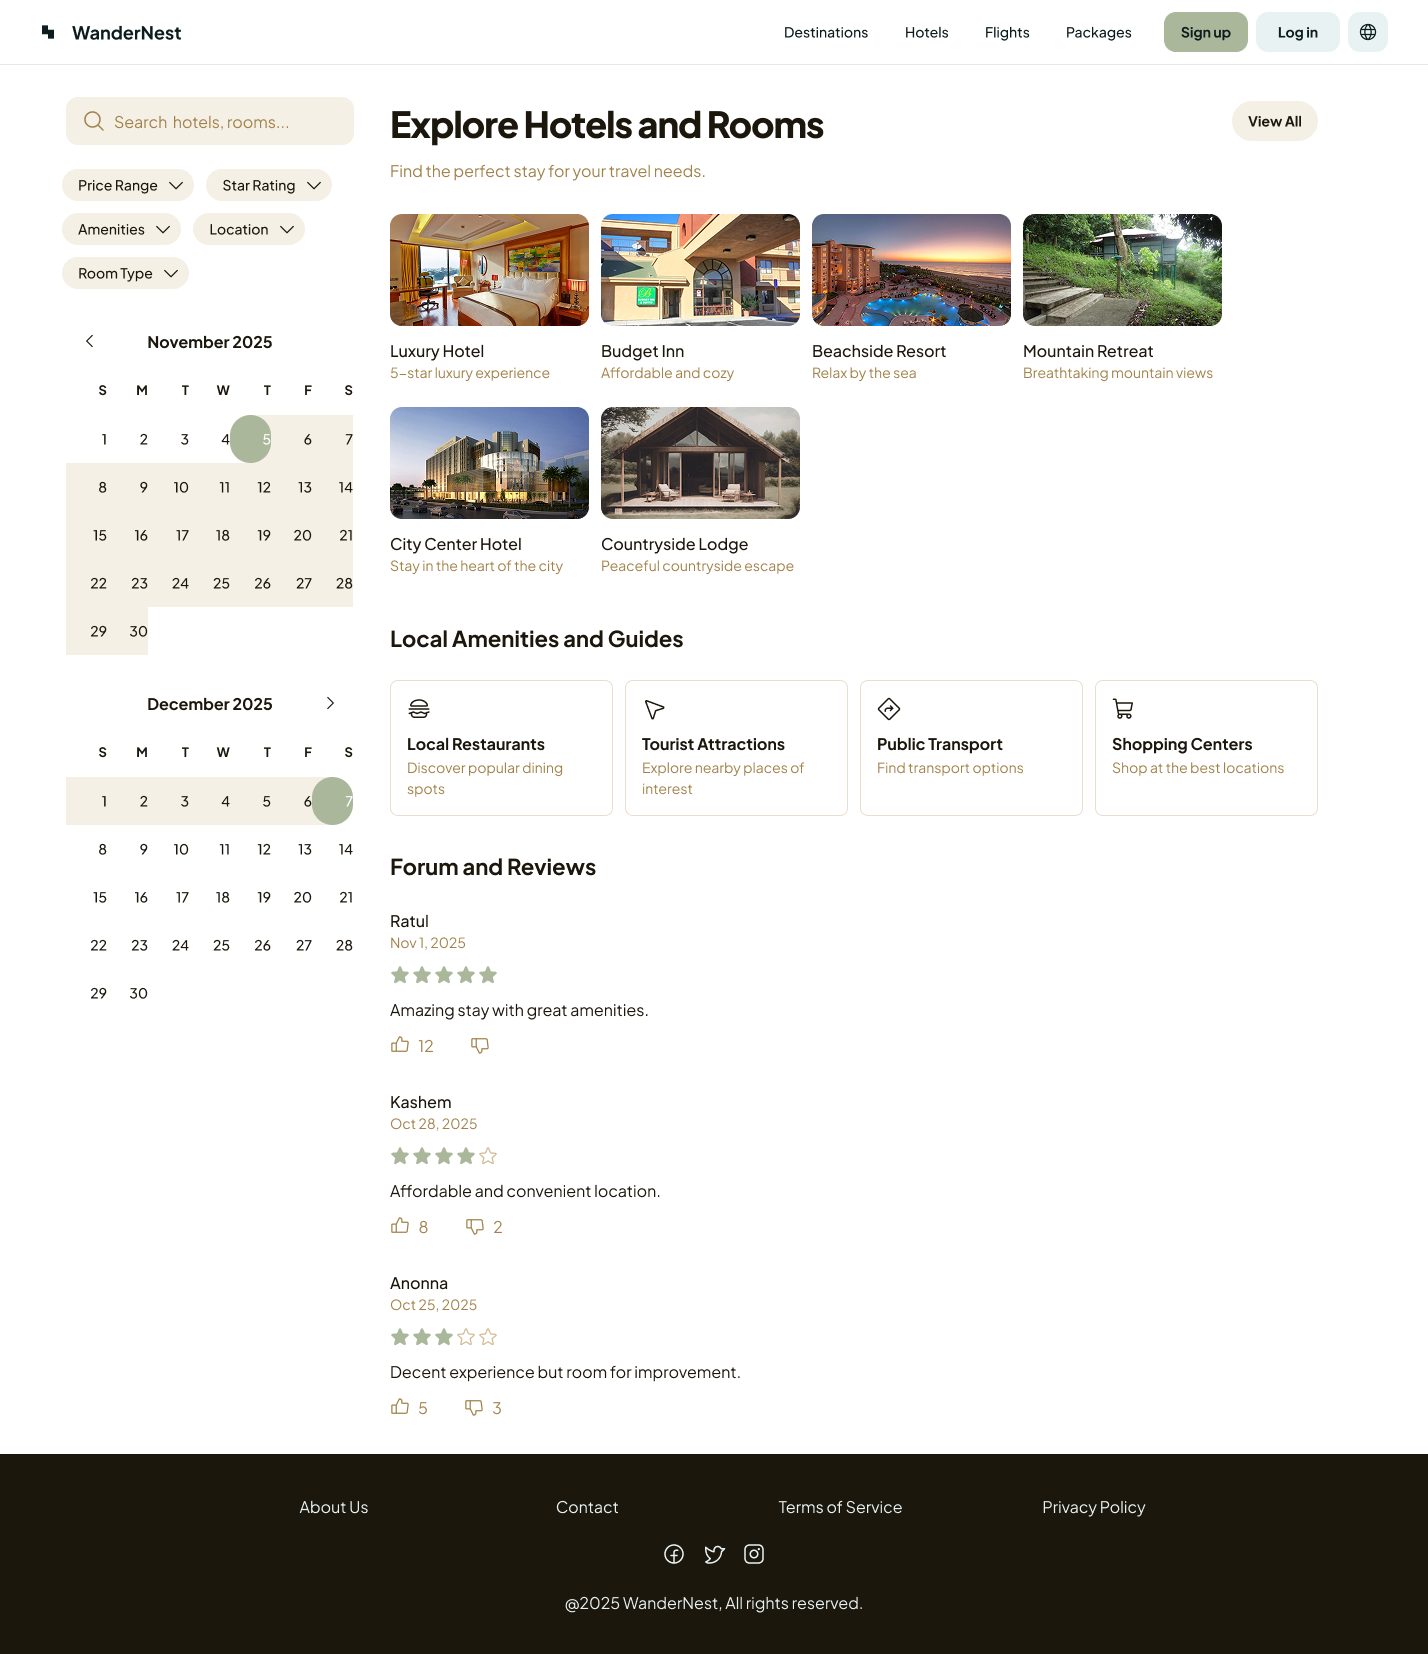 WanderNest
Destinations Hotels Flights Packages Sign up Log in
Search hotels, rooms...
Price Range Star Rating
Amenities Location
Room Type
November 2025
S M T W T F S
1 2 3 4 5 6 7
8 9 10 11 12 13 14
15 16 17 18 19 20 21
22 23 24 25 26 27 28
29 30
December 2025
S M T W T F S
1 2 3 4 5 6 7
8 9 10 11 12 13 14
15 16 17 18 19 20 21
22 23 24 25 26 27 28
29 30
Explore Hotels and Rooms
View All
Find the perfect stay for your travel needs.
Luxury Hotel
5-star luxury experience
Budget Inn
Affordable and cozy
Beachside Resort
Relax by the sea
Mountain Retreat
Breathtaking mountain views
City Center Hotel
Stay in the heart of the city
Countryside Lodge
Peaceful countryside escape
Local Amenities and Guides
Local Restaurants
Discover popular dining
spots
Tourist Attractions
Explore nearby places of
interest
Public Transport
Find transport options
Shopping Centers
Shop at the best locations
Forum and Reviews
Ratul
Nov 1, 2025
Amazing stay with great amenities.
12
Kashem
Oct 28, 2025
Affordable and convenient location.
8 2
Anonna
Oct 25, 2025
Decent experience but room for improvement.
5 3
About Us Contact Terms of Service Privacy Policy
@2025 WanderNest, All rights reserved.